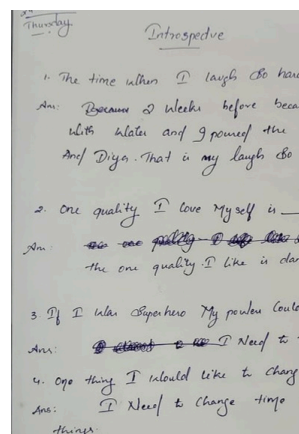 Thursday
Introspective
1. The time when I laugh so hard
Ans: Because 2 weeks before beca
with water and I poured the
And Diya. That is my laugh so
2. One quality I love Myself is
Ans:
the one quality I like is dan
3. If I was Superhero My power Coul
Ans: I Need to
4. One thing I would like to chang
Ans: I Need to change time
things.